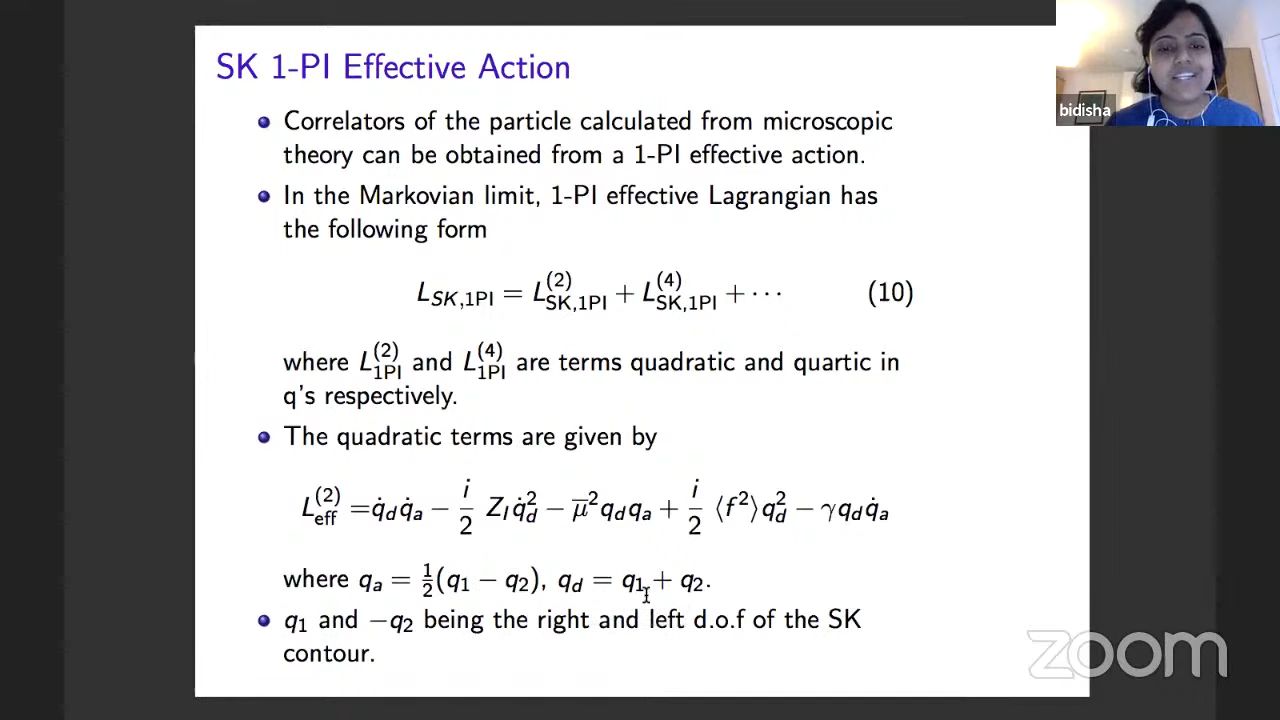 SK 1-PI Effective Action
bidisha
Correlators of the particle calculated from microscopic
theory can be obtained from a 1-PI effective action.
In the Markovian limit, 1-PI effective Lagrangian has
the following form
L_{SK,1PI} = L^{(2)}_{SK,1PI} + L^{(4)}_{SK,1PI} + ⋯ (10)
where L^{(2)}_{1PI} and L^{(4)}_{1PI} are terms quadratic and quartic in
q's respectively.
The quadratic terms are given by
L^{(2)}_{eff} = q̇_d q̇_a − \frac{i}{2} Z_I q̇_d^2 − μ̄^2 q_d q_a + \frac{i}{2} ⟨f^2⟩ q_d^2 − γ q_d q̇_a
where q_a = \frac{1}{2}(q_1 − q_2), q_d = q_1 + q_2.
q_1 and −q_2 being the right and left d.o.f of the SK
contour.
zoom